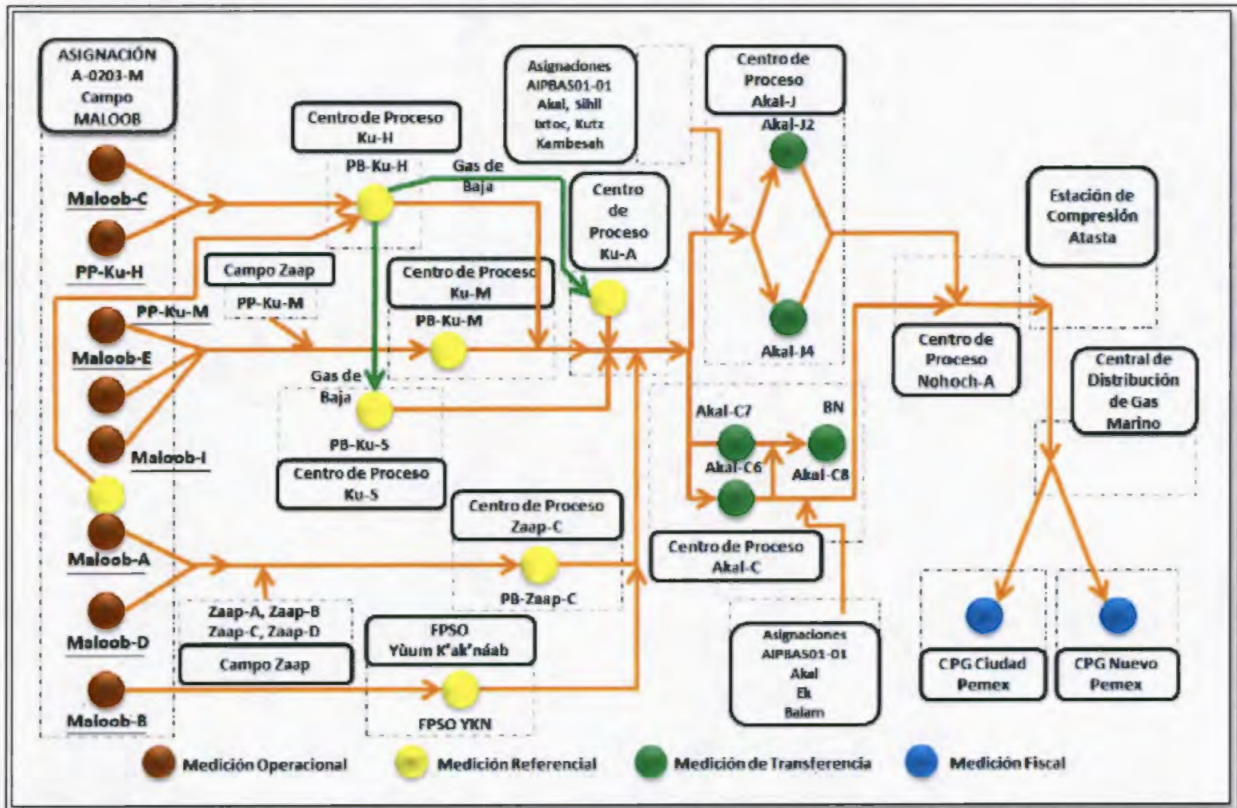 ASIGNACIÓN
A-0203-M
Campo
MALOOB
Maloob-C
PP-Ku-H
PP-Ku-M
Maloob-E
Maloob-I
Maloob-A
Maloob-D
Maloob-B
Centro de Proceso
Ku-H
PB-Ku-H
Gas de
Baja
Campo Zaap
PP-Ku-M
Centro de Proceso
Ku-M
PB-Ku-M
Gas de
Baja
PB-Ku-S
Centro de Proceso
Ku-S
Asignaciones
AIPBAS01-01
Akal, Sihil
Ixtoc, Kutz
Kambesah
Centro
de
Proceso
Ku-A
Centro de
Proceso
Akal-J
Akal-J2
Akal-J4
Estación de
Compresión
Atasta
Centro de
Proceso
Nohoch-A
Central de
Distribución
de Gas
Marino
Akal-C7
BN
Akal-C6
Akal-C8
Centro de Proceso
Akal-C
Centro de Proceso
Zaap-C
PB-Zaap-C
Zaap-A, Zaap-B
Zaap-C, Zaap-D
Campo Zaap
FPSO
Yùum K'ak'náab
FPSO YKN
Asignaciones
AIPBAS01-01
Akal
Ek
Balam
CPG Ciudad
Pemex
CPG Nuevo
Pemex
Medición Operacional
Medición Referencial
Medición de Transferencia
Medición Fiscal